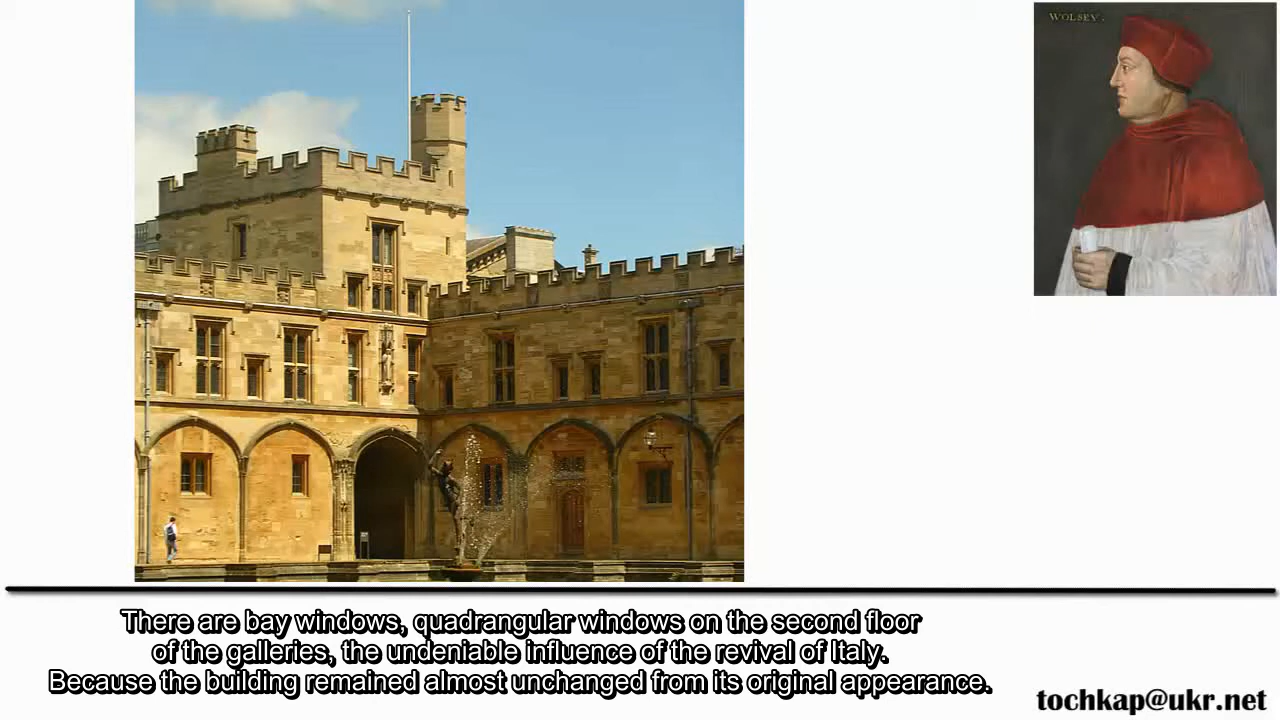 WOLSEY.
There are bay windows, quadrangular windows on the second floor
of the galleries, the undeniable influence of the revival of Italy.
Because the building remained almost unchanged from its original appearance.
tochkap@ukr.net